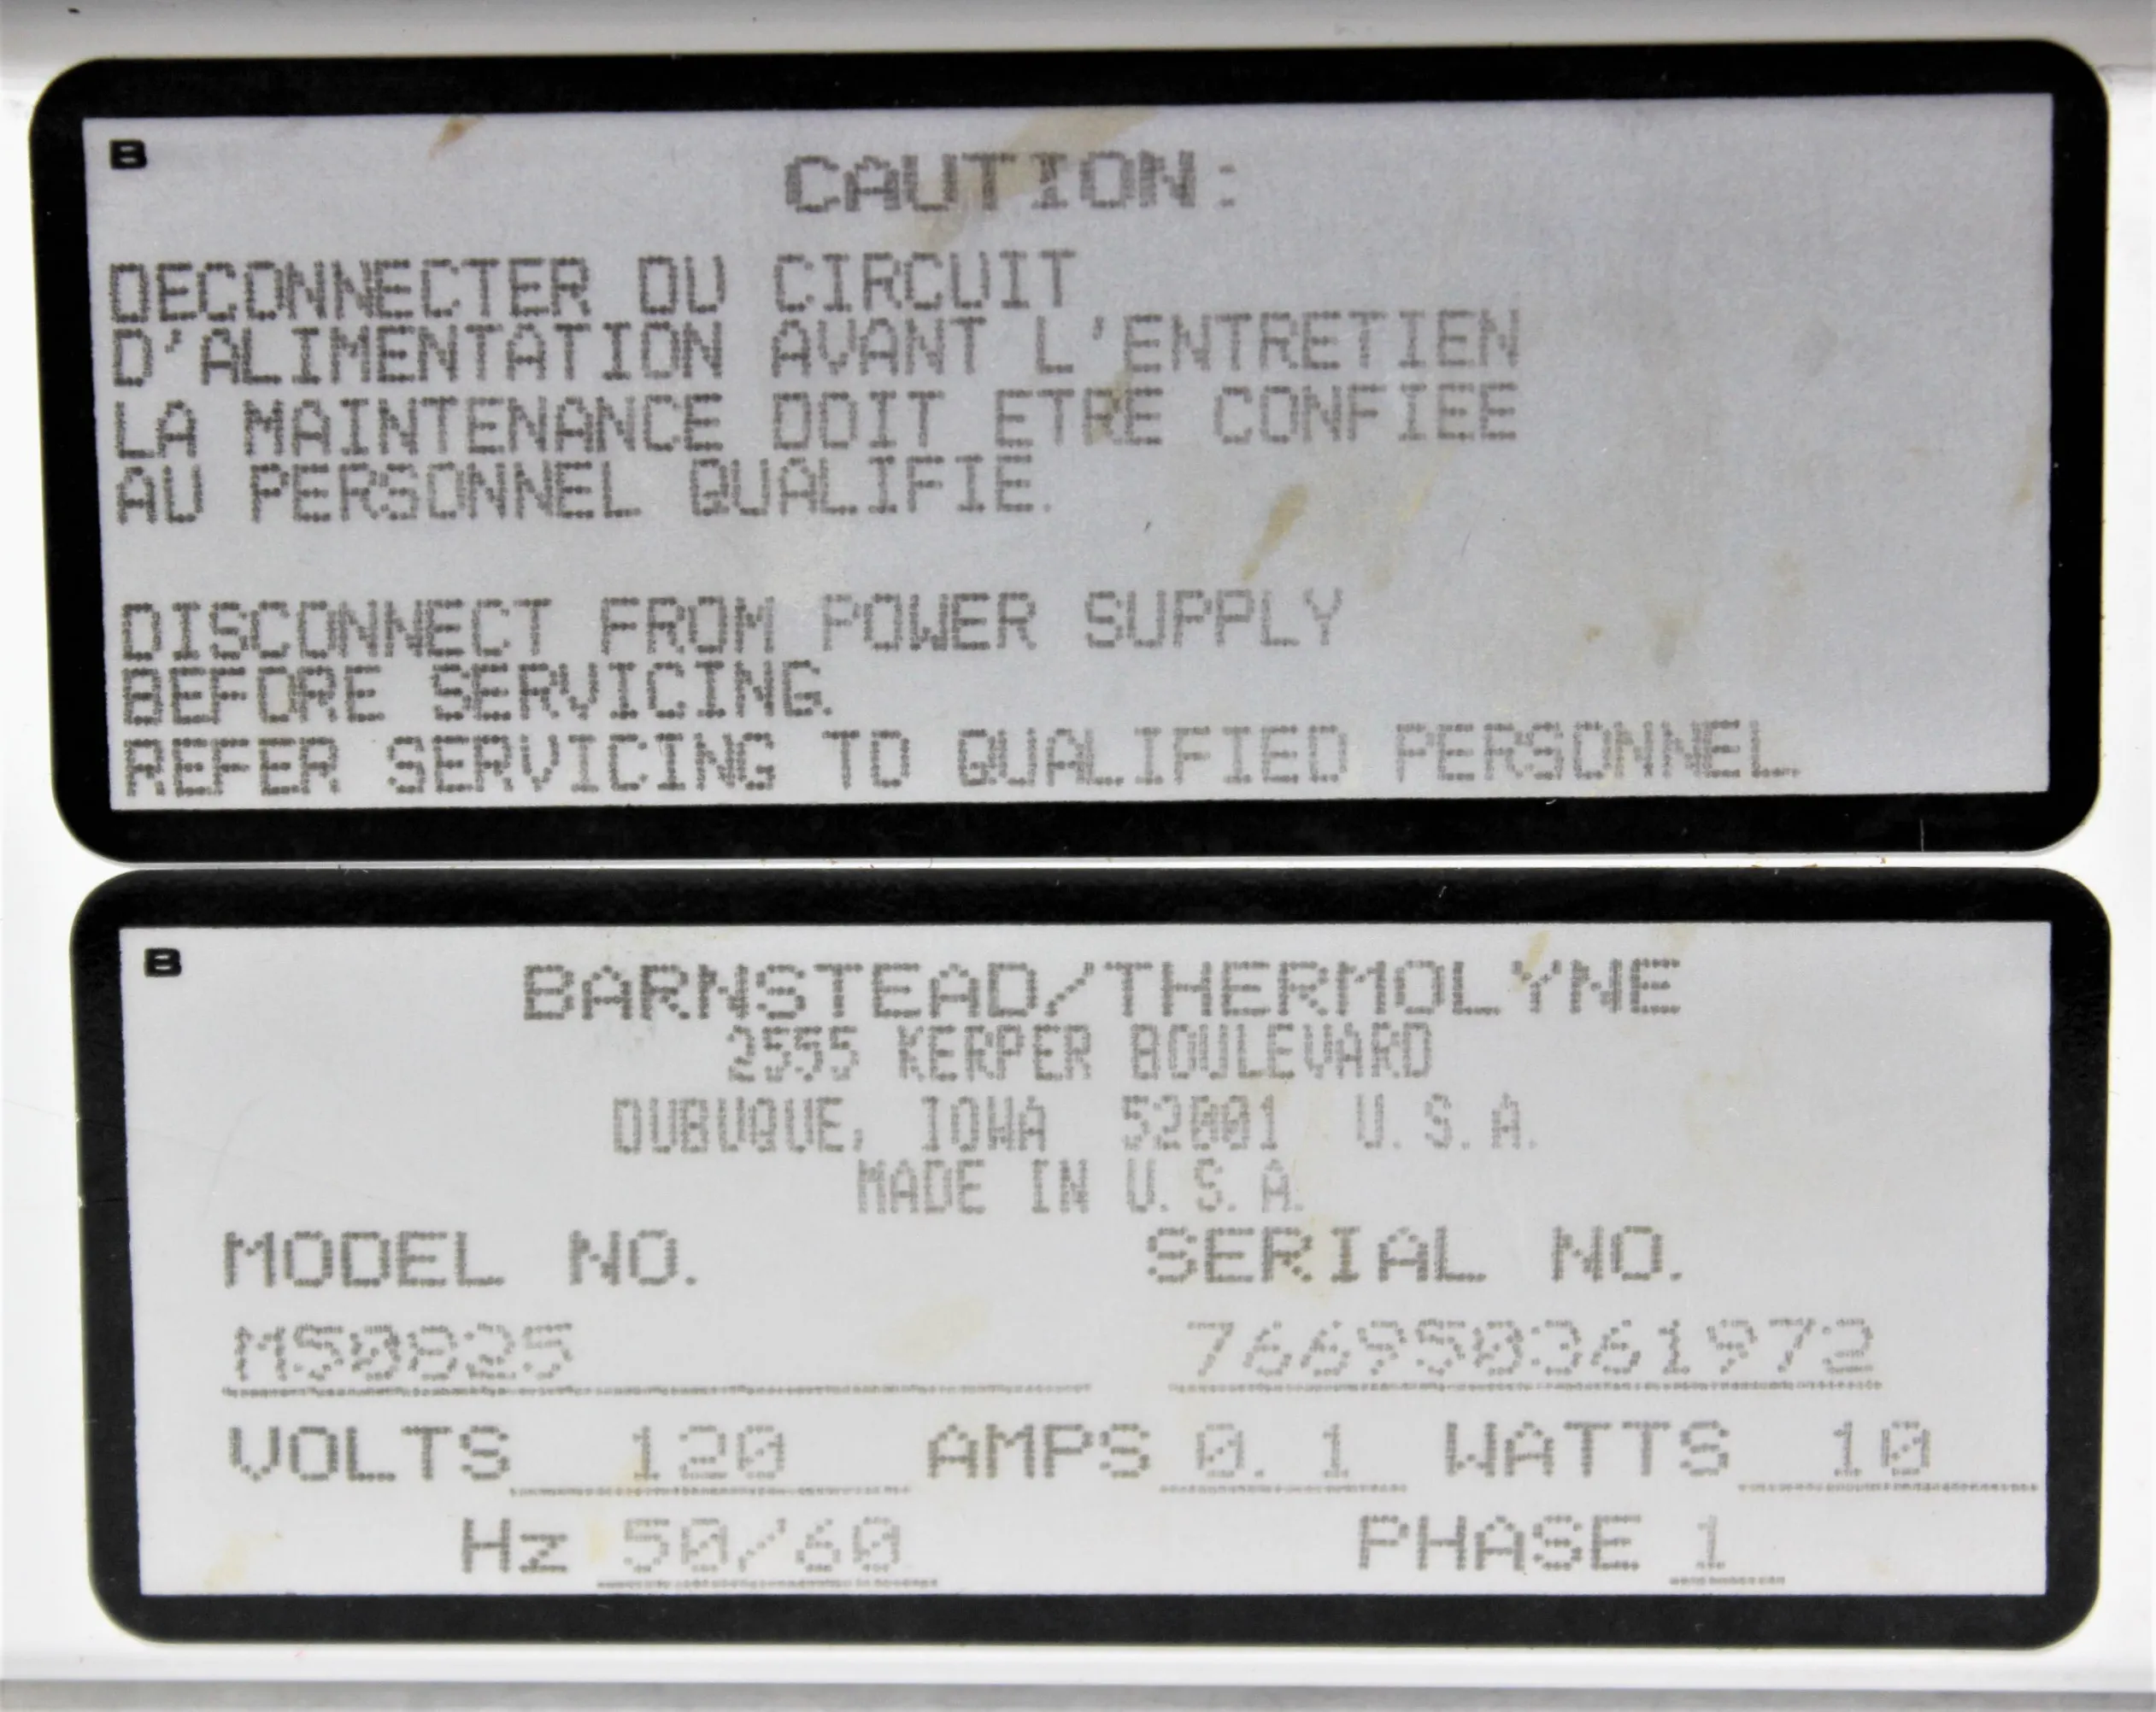 B
CAUTION:
DECONNECTER DU CIRCUIT
D'ALIMENTATION AVANT L'ENTRETIEN
LA MAINTENANCE DOIT ETRE CONFIEE
AU PERSONNEL QUALIFIE.
DISCONNECT FROM POWER SUPPLY
BEFORE SERVICING.
REFER SERVICING TO QUALIFIED PERSONNEL
B
BARNSTEAD/THERMOLYNE
2555 KERPER BOULEVARD
DUBUQUE, IOWA 52001 U.S.A.
MADE IN U.S.A.
MODEL NO. SERIAL NO.
M50825 766950361972
VOLTS 120 AMPS 0.1 WATTS 10
Hz 50/60 PHASE 1